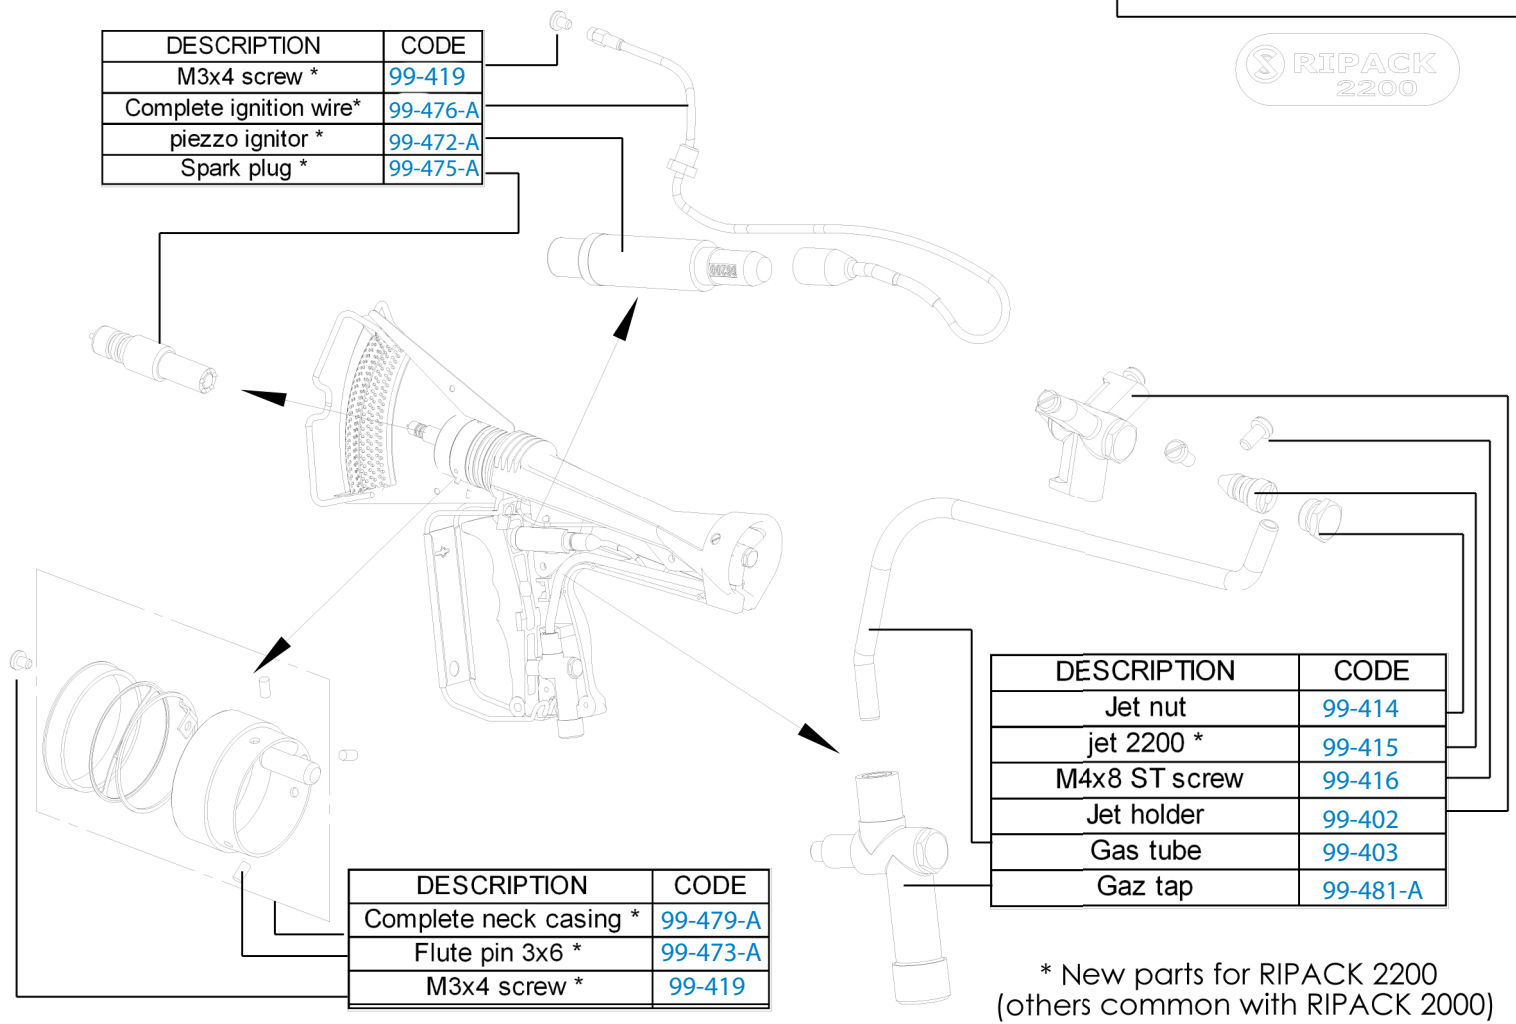 DESCRIPTION CODE
M3x4 screw * 99-419
Complete ignition wire* 99-476-A
piezzo ignitor * 99-472-A
Spark plug * 99-475-A
RIPACK
2200
DESCRIPTION CODE
Jet nut 99-414
jet 2200 * 99-415
M4x8 ST screw 99-416
Jet holder 99-402
Gas tube 99-403
Gaz tap 99-481-A
DESCRIPTION CODE
Complete neck casing * 99-479-A
Flute pin 3x6 * 99-473-A
M3x4 screw * 99-419
* New parts for RIPACK 2200
(others common with RIPACK 2000)